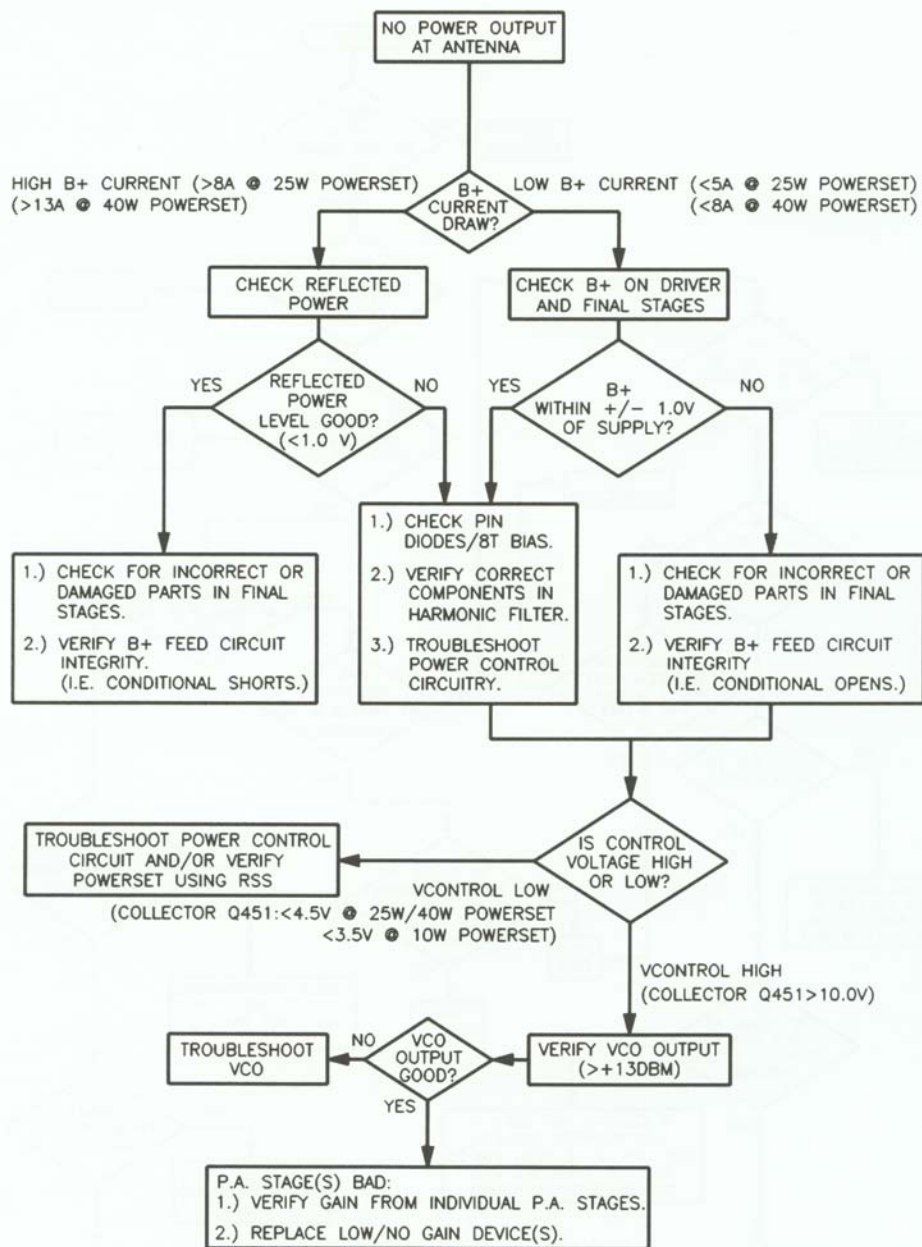 NO POWER OUTPUT
AT ANTENNA
HIGH B+ CURRENT (>8A @ 25W POWERSET)
(>13A @ 40W POWERSET)
B+
CURRENT
DRAW?
LOW B+ CURRENT (<5A @ 25W POWERSET)
(<8A @ 40W POWERSET)
CHECK REFLECTED
POWER
CHECK B+ ON DRIVER
AND FINAL STAGES
YES
REFLECTED
POWER
LEVEL GOOD?
(<1.0 V)
NO
YES
B+
WITHIN +/- 1.0V
OF SUPPLY?
NO
1.) CHECK FOR INCORRECT OR
DAMAGED PARTS IN FINAL
STAGES.
2.) VERIFY B+ FEED CIRCUIT
INTEGRITY.
(I.E. CONDITIONAL SHORTS.)
1.) CHECK PIN
DIODES/8T BIAS.
2.) VERIFY CORRECT
COMPONENTS IN
HARMONIC FILTER.
3.) TROUBLESHOOT
POWER CONTROL
CIRCUITRY.
1.) CHECK FOR INCORRECT OR
DAMAGED PARTS IN FINAL
STAGES.
2.) VERIFY B+ FEED CIRCUIT
INTEGRITY
(I.E. CONDITIONAL OPENS.)
TROUBLESHOOT POWER CONTROL
CIRCUIT AND/OR VERIFY
POWERSET USING RSS
IS CONTROL
VOLTAGE HIGH
OR LOW?
VCONTROL LOW
(COLLECTOR Q451:<4.5V @ 25W/40W POWERSET
<3.5V @ 10W POWERSET)
VCONTROL HIGH
(COLLECTOR Q451>10.0V)
TROUBLESHOOT
VCO
NO
VCO
OUTPUT
GOOD?
VERIFY VCO OUTPUT
(>+13DBM)
YES
P.A. STAGE(S) BAD:
1.) VERIFY GAIN FROM INDIVIDUAL P.A. STAGES.
2.) REPLACE LOW/NO GAIN DEVICE(S).